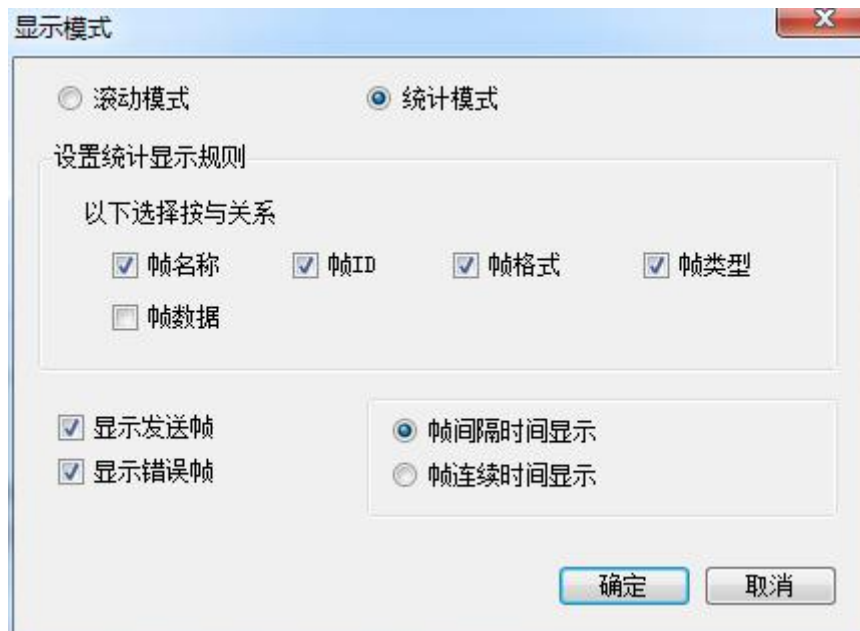 显示模式
滚动模式 统计模式
设置统计显示规则
以下选择按与关系
帧名称 帧ID 帧格式 帧类型
帧数据
显示发送帧 帧间隔时间显示
显示错误帧 帧连续时间显示
确定 取消